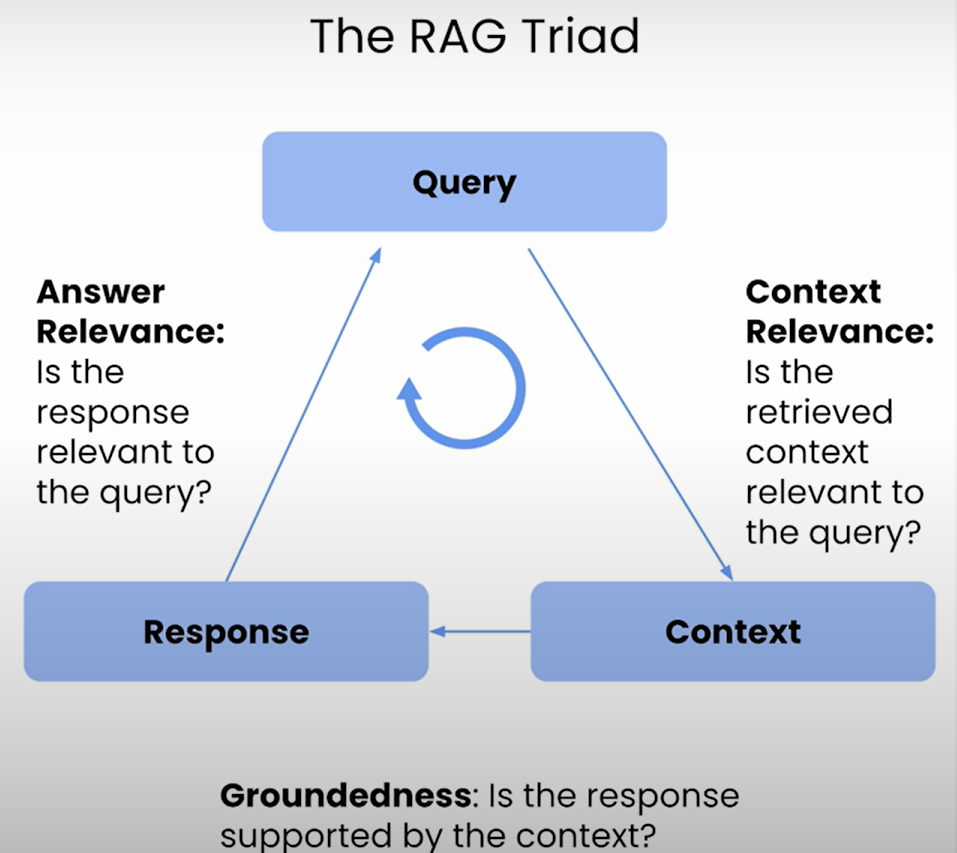 The RAG Triad
Query
Answer
Relevance:
Is the
response
relevant to
the query?
Context
Relevance:
Is the
retrieved
context
relevant to
the query?
Response
Context
Groundedness: Is the response
supported by the context?